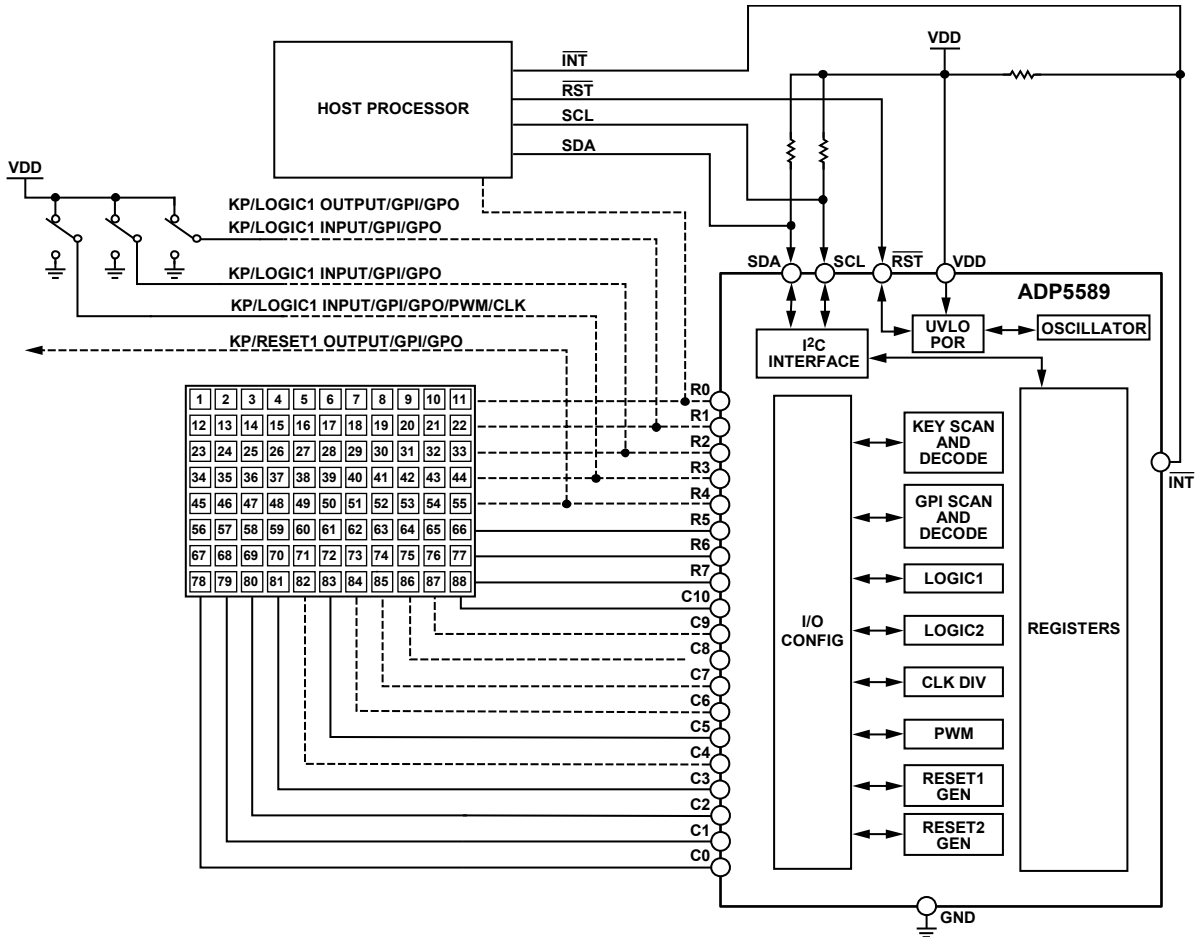 VDD
HOST PROCESSOR
INT
RST
SCL
SDA
VDD
KP/LOGIC1 OUTPUT/GPI/GPO
KP/LOGIC1 INPUT/GPI/GPO
KP/LOGIC1 INPUT/GPI/GPO
KP/LOGIC1 INPUT/GPI/GPO/PWM/CLK
KP/RESET1 OUTPUT/GPI/GPO
SDA SCL RST VDD
ADP5589
I2C
INTERFACE
UVLO
POR
OSCILLATOR
1 2 3 4 5 6 7 8 9 10 11
12 13 14 15 16 17 18 19 20 21 22
23 24 25 26 27 28 29 30 31 32 33
34 35 36 37 38 39 40 41 42 43 44
45 46 47 48 49 50 51 52 53 54 55
56 57 58 59 60 61 62 63 64 65 66
67 68 69 70 71 72 73 74 75 76 77
78 79 80 81 82 83 84 85 86 87 88
R0
R1
R2
R3
R4
R5
R6
R7
C10
C9
C8
C7
C6
C5
C4
C3
C2
C1
C0
I/O
CONFIG
KEY SCAN
AND
DECODE
GPI SCAN
AND
DECODE
LOGIC1
LOGIC2
CLK DIV
PWM
RESET1
GEN
RESET2
GEN
REGISTERS
INT
GND